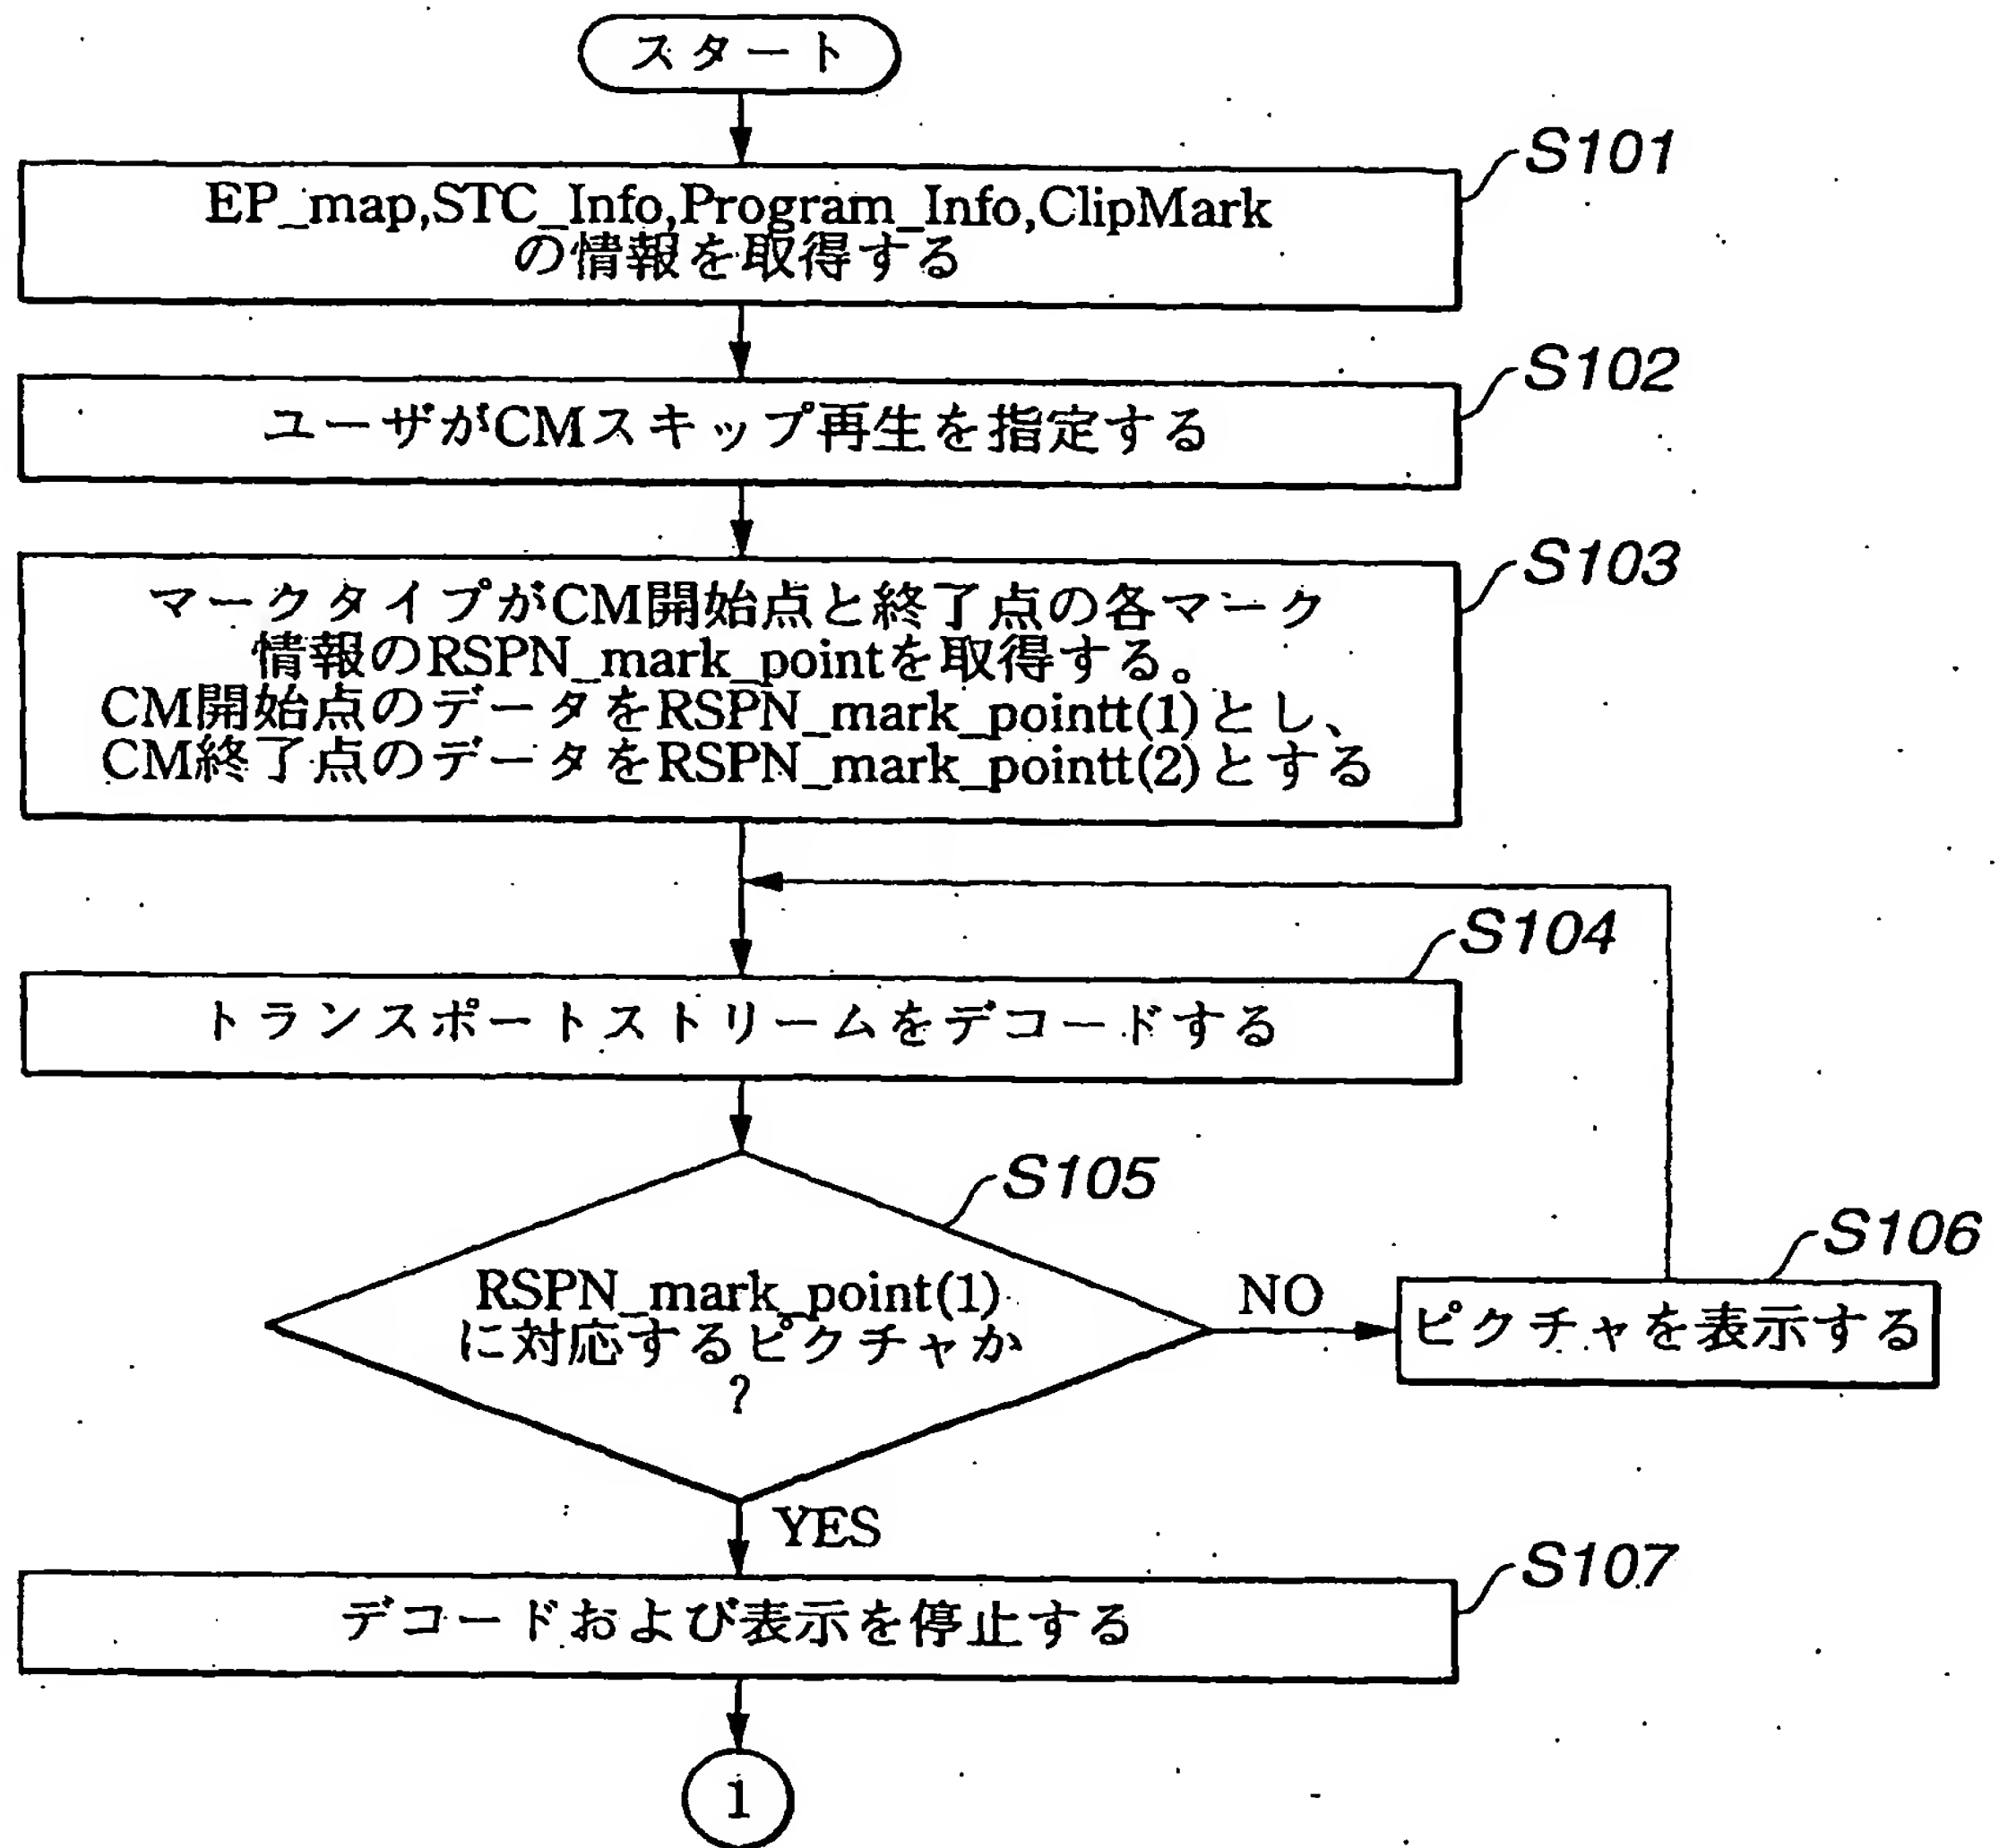 スタート
S101
EP_map,STC_Info,Program_Info,ClipMark
の情報を取得する
S102
ユーザがCMスキップ再生を指定する
S103
マークタイプがCM開始点と終了点の各マーク
情報のRSPN_mark_pointを取得する。
CM開始点のデータをRSPN_mark_pointt(1)とし、
CM終了点のデータをRSPN_mark_pointt(2)とする
S104
トランスポートストリームをデコードする
S105
RSPN_mark_point(1)
に対応するピクチャか
?
NO
S106
ピクチャを表示する
YES
S107
デコードおよび表示を停止する
1